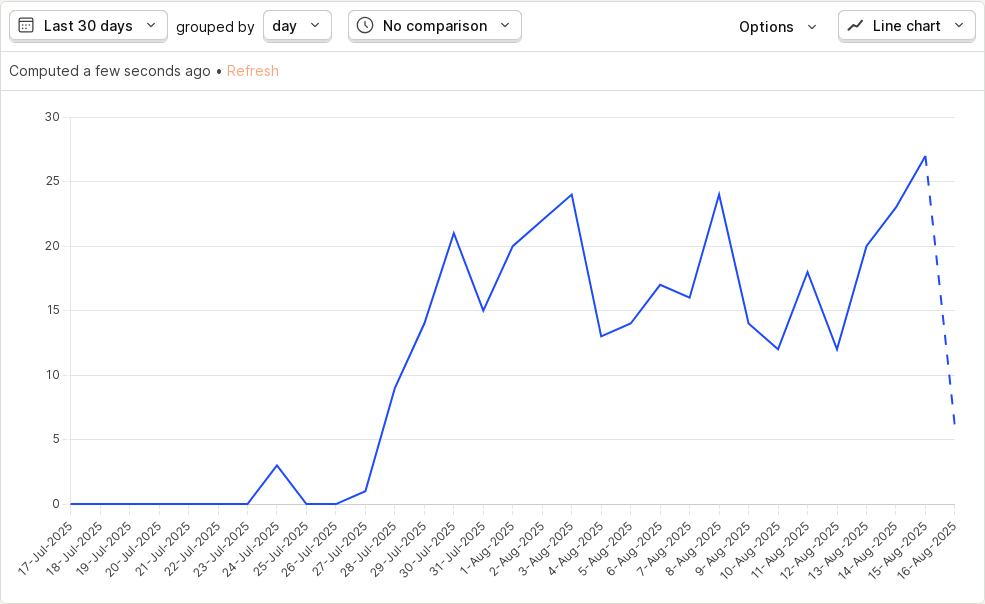 Last 30 days grouped by day No comparison Options Line chart
Computed a few seconds ago • Refresh
30
25
20
15
10
5
0
17-Jul-2025
18-Jul-2025
19-Jul-2025
20-Jul-2025
21-Jul-2025
22-Jul-2025
23-Jul-2025
24-Jul-2025
25-Jul-2025
26-Jul-2025
27-Jul-2025
28-Jul-2025
29-Jul-2025
30-Jul-2025
31-Jul-2025
1-Aug-2025
2-Aug-2025
3-Aug-2025
4-Aug-2025
5-Aug-2025
6-Aug-2025
7-Aug-2025
8-Aug-2025
9-Aug-2025
10-Aug-2025
11-Aug-2025
12-Aug-2025
13-Aug-2025
14-Aug-2025
15-Aug-2025
16-Aug-2025